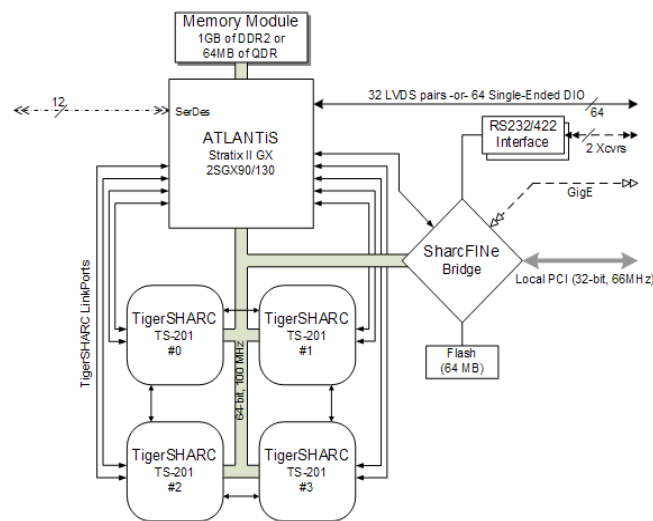 Memory Module
1GB of DDR2 or
64MB of QDR
12
SerDes
32 LVDS pairs -or- 64 Single-Ended DIO
64
ATLANTiS
Stratix II GX
2SGX90/130
RS232/422
Interface
2 Xcvrs
GigE
SharcFINe
Bridge
Local PCI (32-bit, 66MHz)
TigerSHARC LinkPorts
TigerSHARC
TS-201
#0
TigerSHARC
TS-201
#1
64-bit, 100 MHz
Flash
(64 MB)
TigerSHARC
TS-201
#2
TigerSHARC
TS-201
#3